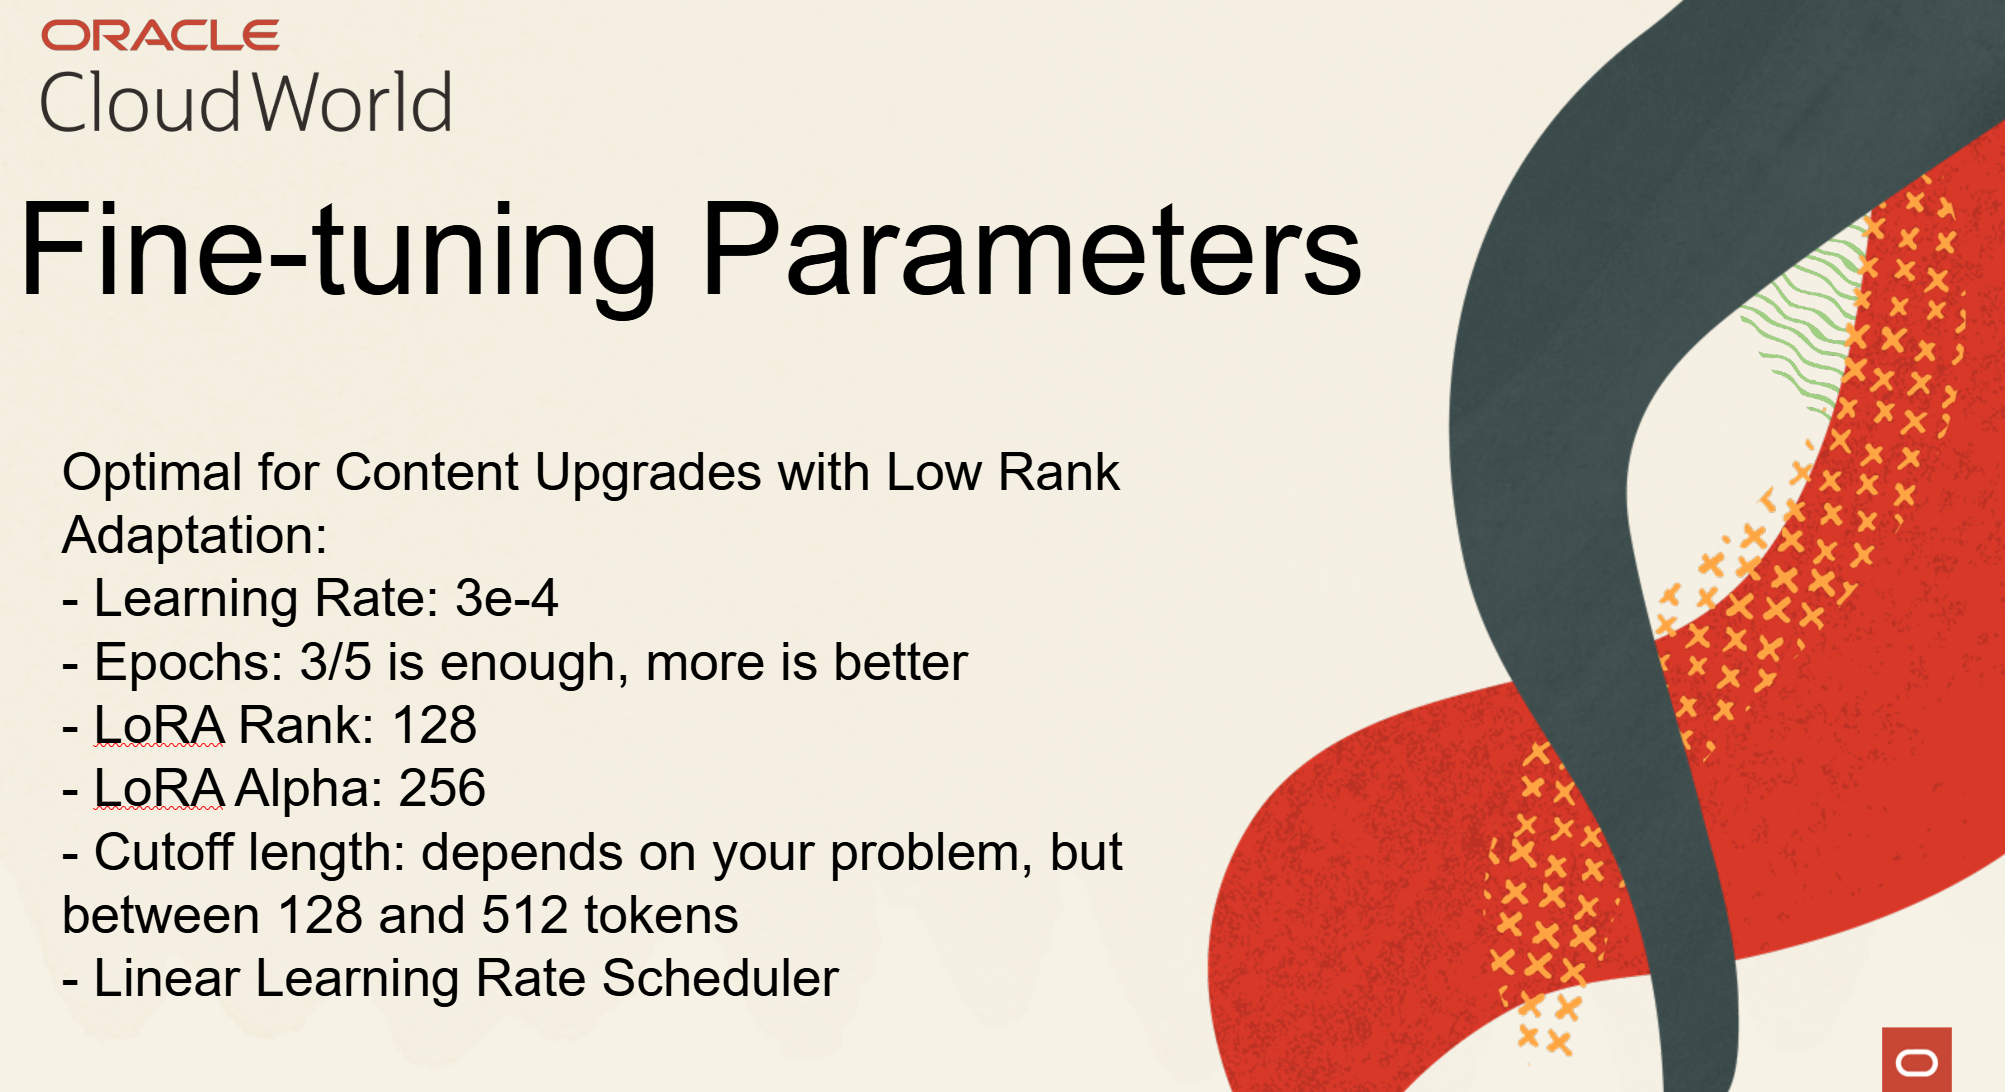 ORACLE
CloudWorld
Fine-tuning Parameters
Optimal for Content Upgrades with Low Rank
Adaptation:
- Learning Rate: 3e-4
- Epochs: 3/5 is enough, more is better
- LoRA Rank: 128
- LoRA Alpha: 256
- Cutoff length: depends on your problem, but
between 128 and 512 tokens
- Linear Learning Rate Scheduler